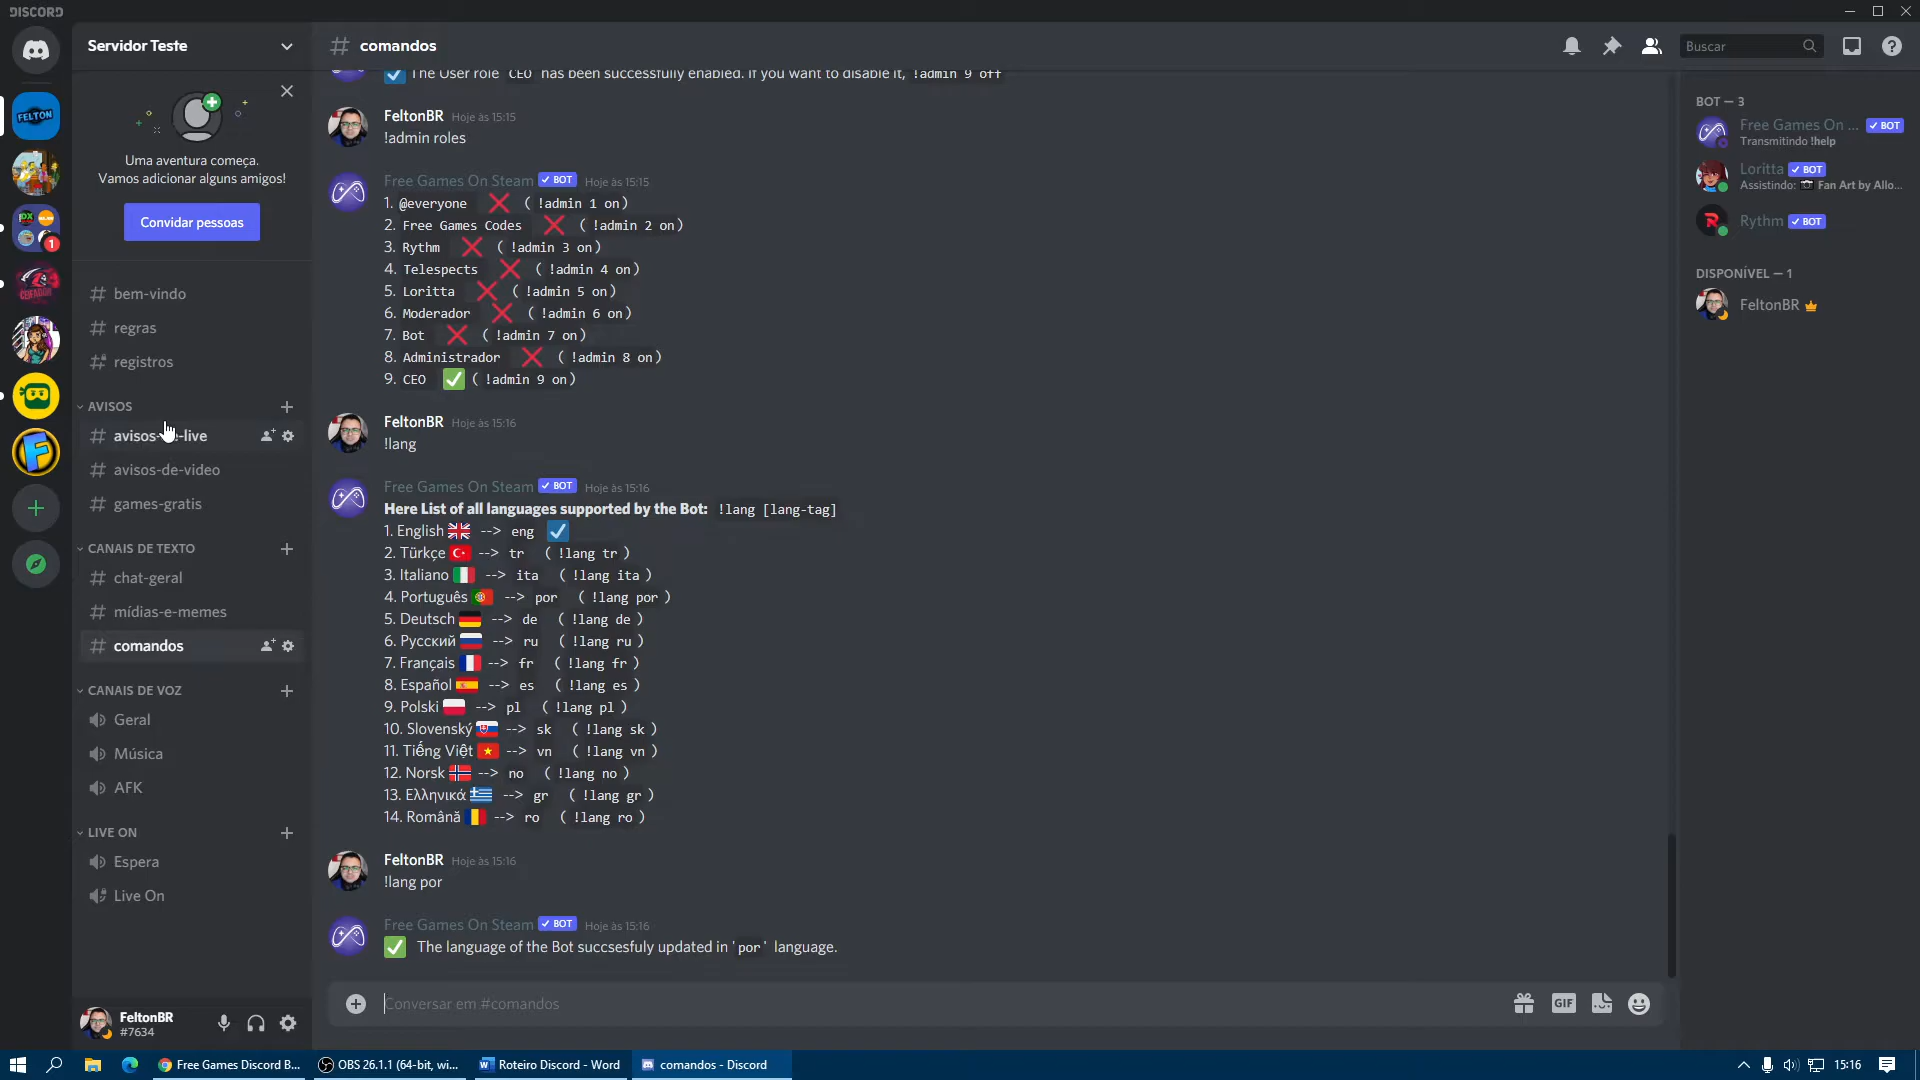 DISCORD
Servidor Teste
Uma aventura começa.
Vamos adicionar alguns amigos!
Convidar pessoas
bem-vindo
regras
registros
AVISOS
avisos-de-live
avisos-de-video
games-gratis
CANAIS DE TEXTO
chat-geral
mídias-e-memes
comandos
CANAIS DE VOZ
Geral
Música
AFK
LIVE ON
Espera
Live On
FeltonBR
#7634
FELTON
1
# comandos
Buscar
The User role CEO has been successfully enabled. If you want to disable it, !admin 9 off
FeltonBR Hoje às 15:15
!admin roles
Free Games On Steam BOT Hoje às 15:15
1. @everyone ❌ ( !admin 1 on)
2. Free Games Codes ❌ ( !admin 2 on)
3. Rythm ❌ ( !admin 3 on)
4. Telespects ❌ ( !admin 4 on)
5. Loritta ❌ ( !admin 5 on)
6. Moderador ❌ ( !admin 6 on)
7. Bot ❌ ( !admin 7 on)
8. Administrador ❌ ( !admin 8 on)
9. CEO ✅ ( !admin 9 on)
FeltonBR Hoje às 15:16
!lang
Free Games On Steam BOT Hoje às 15:16
Here List of all languages supported by the Bot: !lang [lang-tag]
1. English --> eng
2. Türkçe --> tr ( !lang tr )
3. Italiano --> ita ( !lang ita )
4. Português --> por ( !lang por )
5. Deutsch --> de ( !lang de )
6. Русский --> ru ( !lang ru )
7. Français --> fr ( !lang fr )
8. Español --> es ( !lang es )
9. Polski --> pl ( !lang pl )
10. Slovenský --> sk ( !lang sk )
11. Tiếng Việt --> vn ( !lang vn )
12. Norsk --> no ( !lang no )
13. Ελληνικά --> gr ( !lang gr )
14. Română --> ro ( !lang ro )
FeltonBR Hoje às 15:16
!lang por
Free Games On Steam BOT Hoje às 15:16
The language of the Bot succsesfuly updated in ' por ' language.
Conversar em #comandos
GIF
BOT — 3
Free Games On ... BOT
Transmitindo !help
Loritta BOT
Assistindo: Fan Art by Allo...
Rythm BOT
DISPONÍVEL — 1
FeltonBR
Free Games Discord B...
OBS 26.1.1 (64-bit, wi...
Roteiro Discord - Word
comandos - Discord
15:16